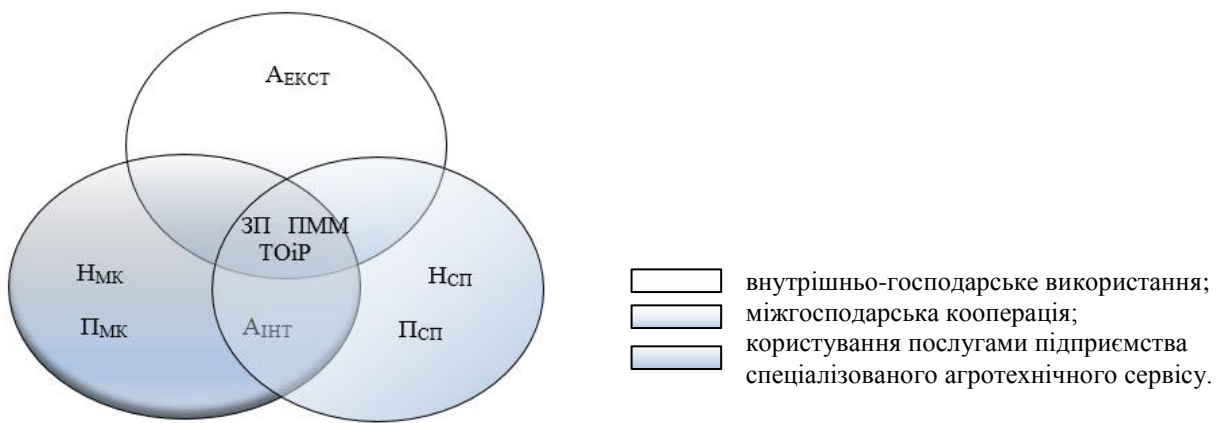 АЕКСТ
ЗП ПММ
ТОіР
НМК НСП
ПМК АІНТ ПСП
внутрішньо-господарське використання;
міжгосподарська кооперація;
користування послугами підприємства
спеціалізованого агротехнічного сервісу.